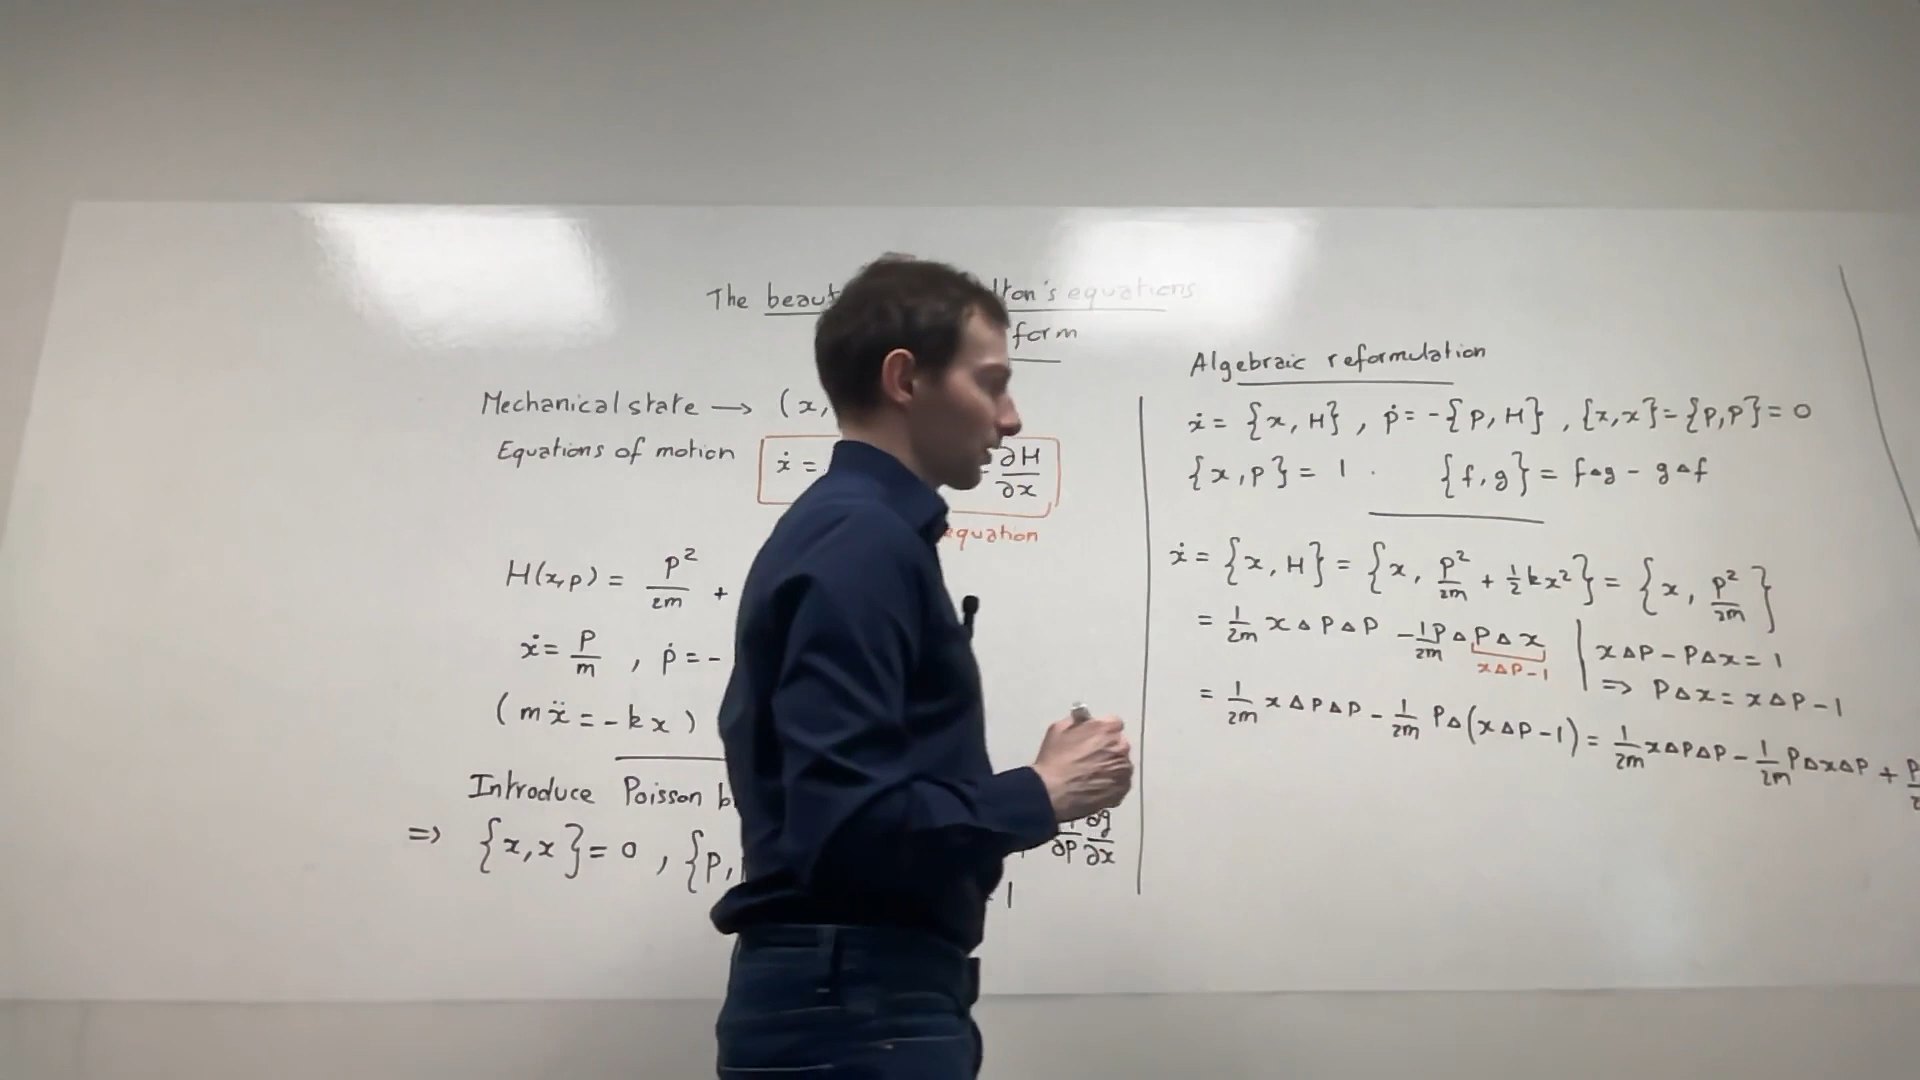 The beaut lton's equations
form
Mechanical state → (x,
Equations of motion ẋ = ∂H/∂x
equation
H(x,p) = p²/2m +
ẋ = p/m , ṗ = -
(mẍ = -kx)
Introduce Poisson b
∂g
∂p ∂x
⇒ {x,x} = 0 , {p,
1
Algebraic reformulation
ẋ = {x, H} , ṗ = -{p, H} , {x,x} = {p,p} = 0
{x,p} = 1 . {f,g} = f△g - g△f
ẋ = {x, H} = {x, p²/2m + ½kx²} = {x, p²/2m}
= 1/2m x△p△p - 1/2m p△p△x | x△p - p△x = 1
x△p-1
⇒ p△x = x△p - 1
= 1/2m x△p△p - 1/2m p△(x△p-1) = 1/2m x△p△p - 1/2m p△x△p + p/2